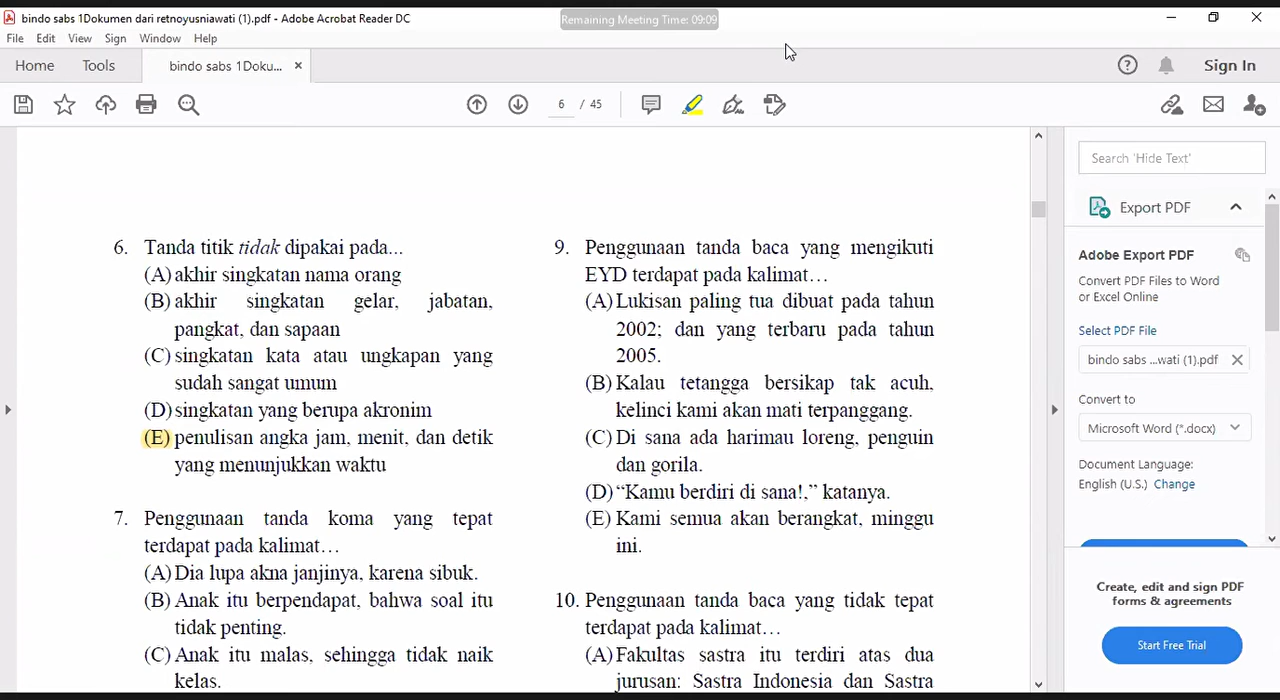 bindo sabs 1Dokumen dari retnoyusniawati (1).pdf - Adobe Acrobat Reader DC
Remaining Meeting Time: 09:09
File Edit View Sign Window Help
Home Tools bindo sabs 1Doku... ×
Sign In
6 / 45
6. Tanda titik tidak dipakai pada...
(A) akhir singkatan nama orang
(B) akhir singkatan gelar, jabatan,
pangkat, dan sapaan
(C) singkatan kata atau ungkapan yang
sudah sangat umum
(D) singkatan yang berupa akronim
(E) penulisan angka jam, menit, dan detik
yang menunjukkan waktu
7. Penggunaan tanda koma yang tepat
terdapat pada kalimat…
(A) Dia lupa akna janjinya, karena sibuk.
(B) Anak itu berpendapat, bahwa soal itu
tidak penting.
(C) Anak itu malas, sehingga tidak naik
kelas.
9. Penggunaan tanda baca yang mengikuti
EYD terdapat pada kalimat…
(A) Lukisan paling tua dibuat pada tahun
2002; dan yang terbaru pada tahun
2005.
(B) Kalau tetangga bersikap tak acuh,
kelinci kami akan mati terpanggang.
(C) Di sana ada harimau loreng, penguin
dan gorila.
(D) “Kamu berdiri di sana!,” katanya.
(E) Kami semua akan berangkat, minggu
ini.
10. Penggunaan tanda baca yang tidak tepat
terdapat pada kalimat…
(A) Fakultas sastra itu terdiri atas dua
jurusan: Sastra Indonesia dan Sastra
Search 'Hide Text'
Export PDF
Adobe Export PDF
Convert PDF Files to Word
or Excel Online
Select PDF File
bindo sabs ...wati (1).pdf
Convert to
Microsoft Word (*.docx)
Document Language:
English (U.S.) Change
Create, edit and sign PDF
forms & agreements
Start Free Trial